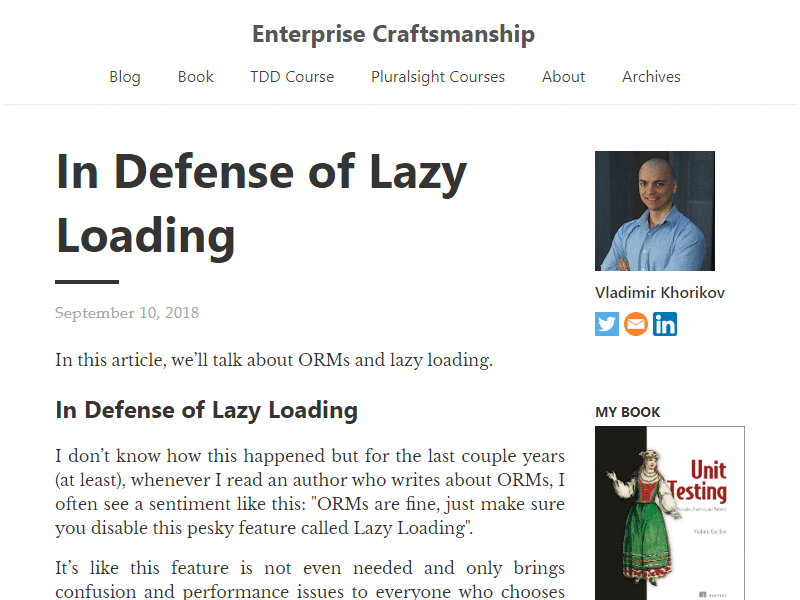 Enterprise Craftsmanship
Blog Book TDD Course Pluralsight Courses About Archives
In Defense of Lazy
Loading
September 10, 2018
In this article, we’ll talk about ORMs and lazy loading.
In Defense of Lazy Loading
I don’t know how this happened but for the last couple years
(at least), whenever I read an author who writes about ORMs, I
often see a sentiment like this: "ORMs are fine, just make sure
you disable this pesky feature called Lazy Loading".
It’s like this feature is not even needed and only brings
confusion and performance issues to everyone who chooses
Vladimir Khorikov
in
MY BOOK
Unit
Testing
Vladimir Khorikov